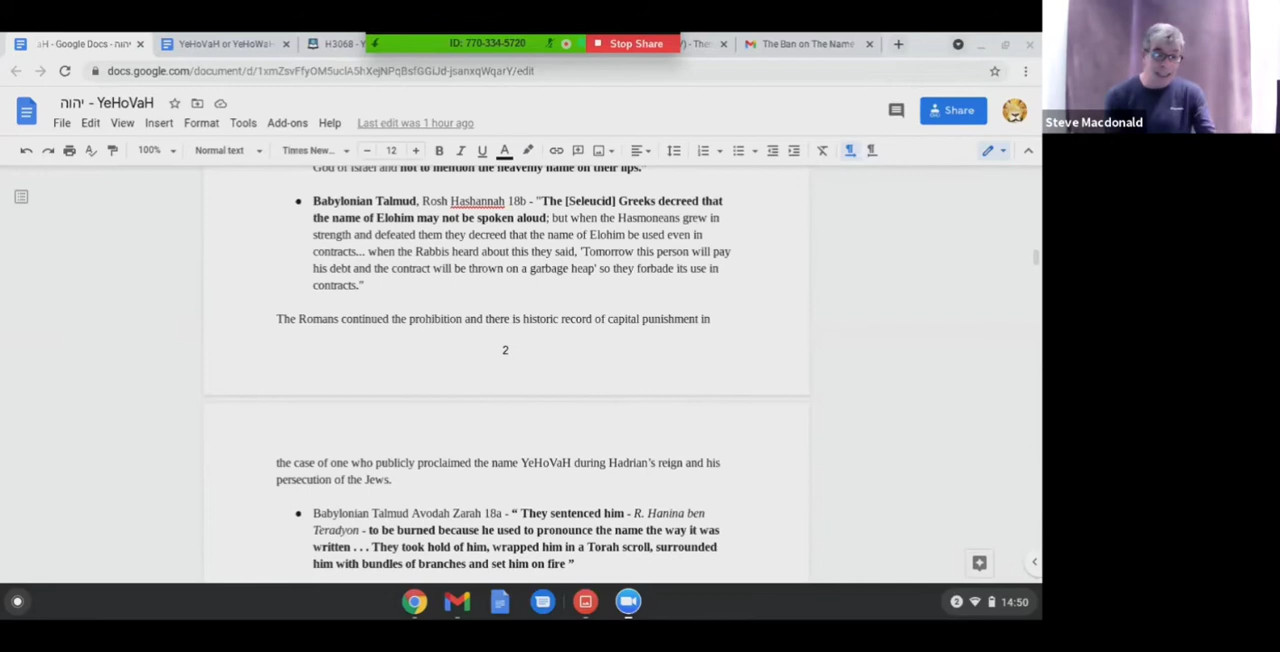 הוהי - Google Docs
YeHoVaH or YeHoWa
H3068 - Y
ID: 770-334-5720
Stop Share
) - The
The Ban on The Name
docs.google.com/document/d/1xmZsvFfyOM5uclA5hXejNPqBsfGGiJd-jsanxqWqarY/edit
יהוה - YeHoVaH
Share
Steve Macdonald
File Edit View Insert Format Tools Add-ons Help Last edit was 1 hour ago
100% Normal text Times New... 12 B I U A
God of Israel and not to mention the heavenly name on their lips."
● Babylonian Talmud, Rosh Hashannah 18b - "The [Seleucid] Greeks decreed that
the name of Elohim may not be spoken aloud; but when the Hasmoneans grew in
strength and defeated them they decreed that the name of Elohim be used even in
contracts... when the Rabbis heard about this they said, 'Tomorrow this person will pay
his debt and the contract will be thrown on a garbage heap' so they forbade its use in
contracts."
The Romans continued the prohibition and there is historic record of capital punishment in
2
the case of one who publicly proclaimed the name YeHoVaH during Hadrian's reign and his
persecution of the Jews.
● Babylonian Talmud Avodah Zarah 18a - “ They sentenced him - R. Hanina ben
Teradyon - to be burned because he used to pronounce the name the way it was
written . . . They took hold of him, wrapped him in a Torah scroll, surrounded
him with bundles of branches and set him on fire ”
2 14:50